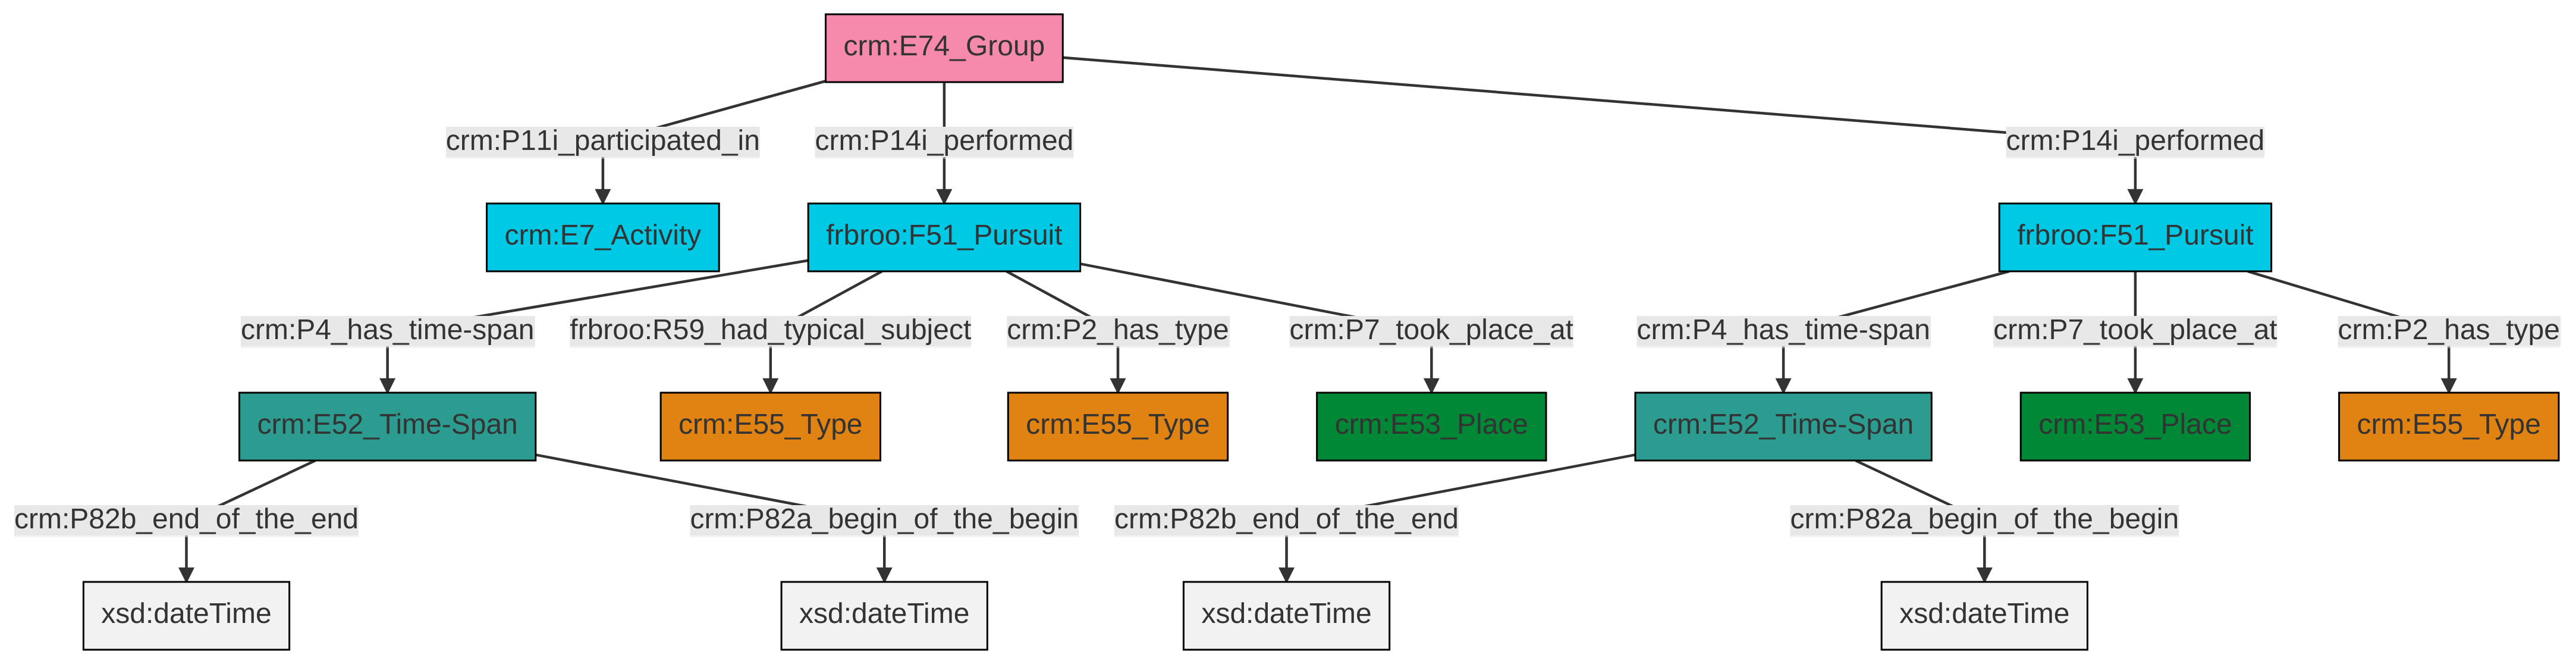 crm:E74_Group
crm:P11i_participated_in
crm:P14i_performed
crm:P14i_performed
crm:E7_Activity
frbroo:F51_Pursuit
frbroo:F51_Pursuit
crm:P4_has_time-span
frbroo:R59_had_typical_subject
crm:P2_has_type
crm:P7_took_place_at
crm:P4_has_time-span
crm:P7_took_place_at
crm:P2_has_type
crm:E52_Time-Span
crm:E55_Type
crm:E55_Type
crm:E53_Place
crm:E52_Time-Span
crm:E53_Place
crm:E55_Type
crm:P82b_end_of_the_end
crm:P82a_begin_of_the_begin
crm:P82b_end_of_the_end
crm:P82a_begin_of_the_begin
xsd:dateTime
xsd:dateTime
xsd:dateTime
xsd:dateTime